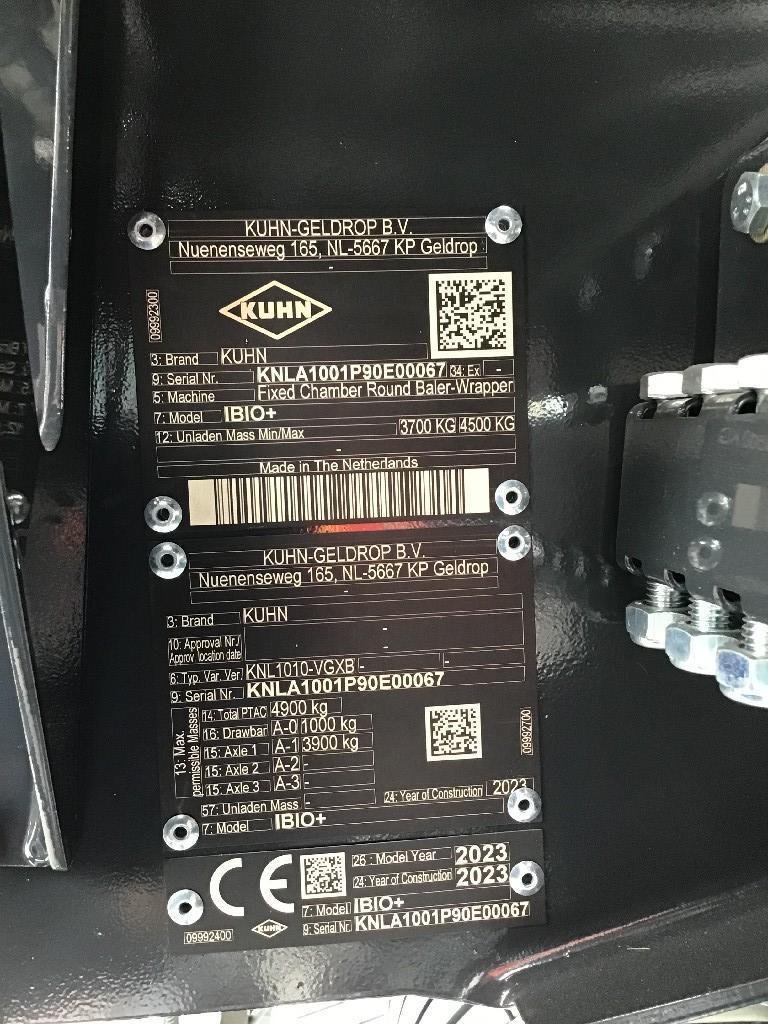 KUHN-GELDROP B.V.
Nuenenseweg 165, NL-5667 KP Geldrop
-
09992300
KUHN
3: Brand KUHN
9: Serial Nr. KNLA1001P90E00067 34: Ex -
5: Machine Fixed Chamber Round Baler-Wrapper
7: Model IBIO+
12: Unladen Mass Min/Max 3700 KG 4500 KG
-
Made in The Netherlands
KUHN-GELDROP B.V.
Nuenenseweg 165, NL-5667 KP Geldrop
-
3: Brand KUHN
10: Approval Nr./ -
Approv location date -
6: Typ. Var. Ver. KNL1010-VGXB - -
9: Serial Nr. KNLA1001P90E00067
13: Max. permissible Masses
14: Total PTAC 4900 kg
16: Drawbar A-0 1000 kg
15: Axle 1 A-1 3900 kg
15: Axle 2 A-2 -
15: Axle 3 A-3 -
09992700
57: Unladen Mass - 24: Year of Construction 2023
7: Model IBIO+
CE
26: Model Year 2023
24: Year of Construction 2023
7: Model IBIO+
9: Serial Nr. KNLA1001P90E00067
09992400
KUHN